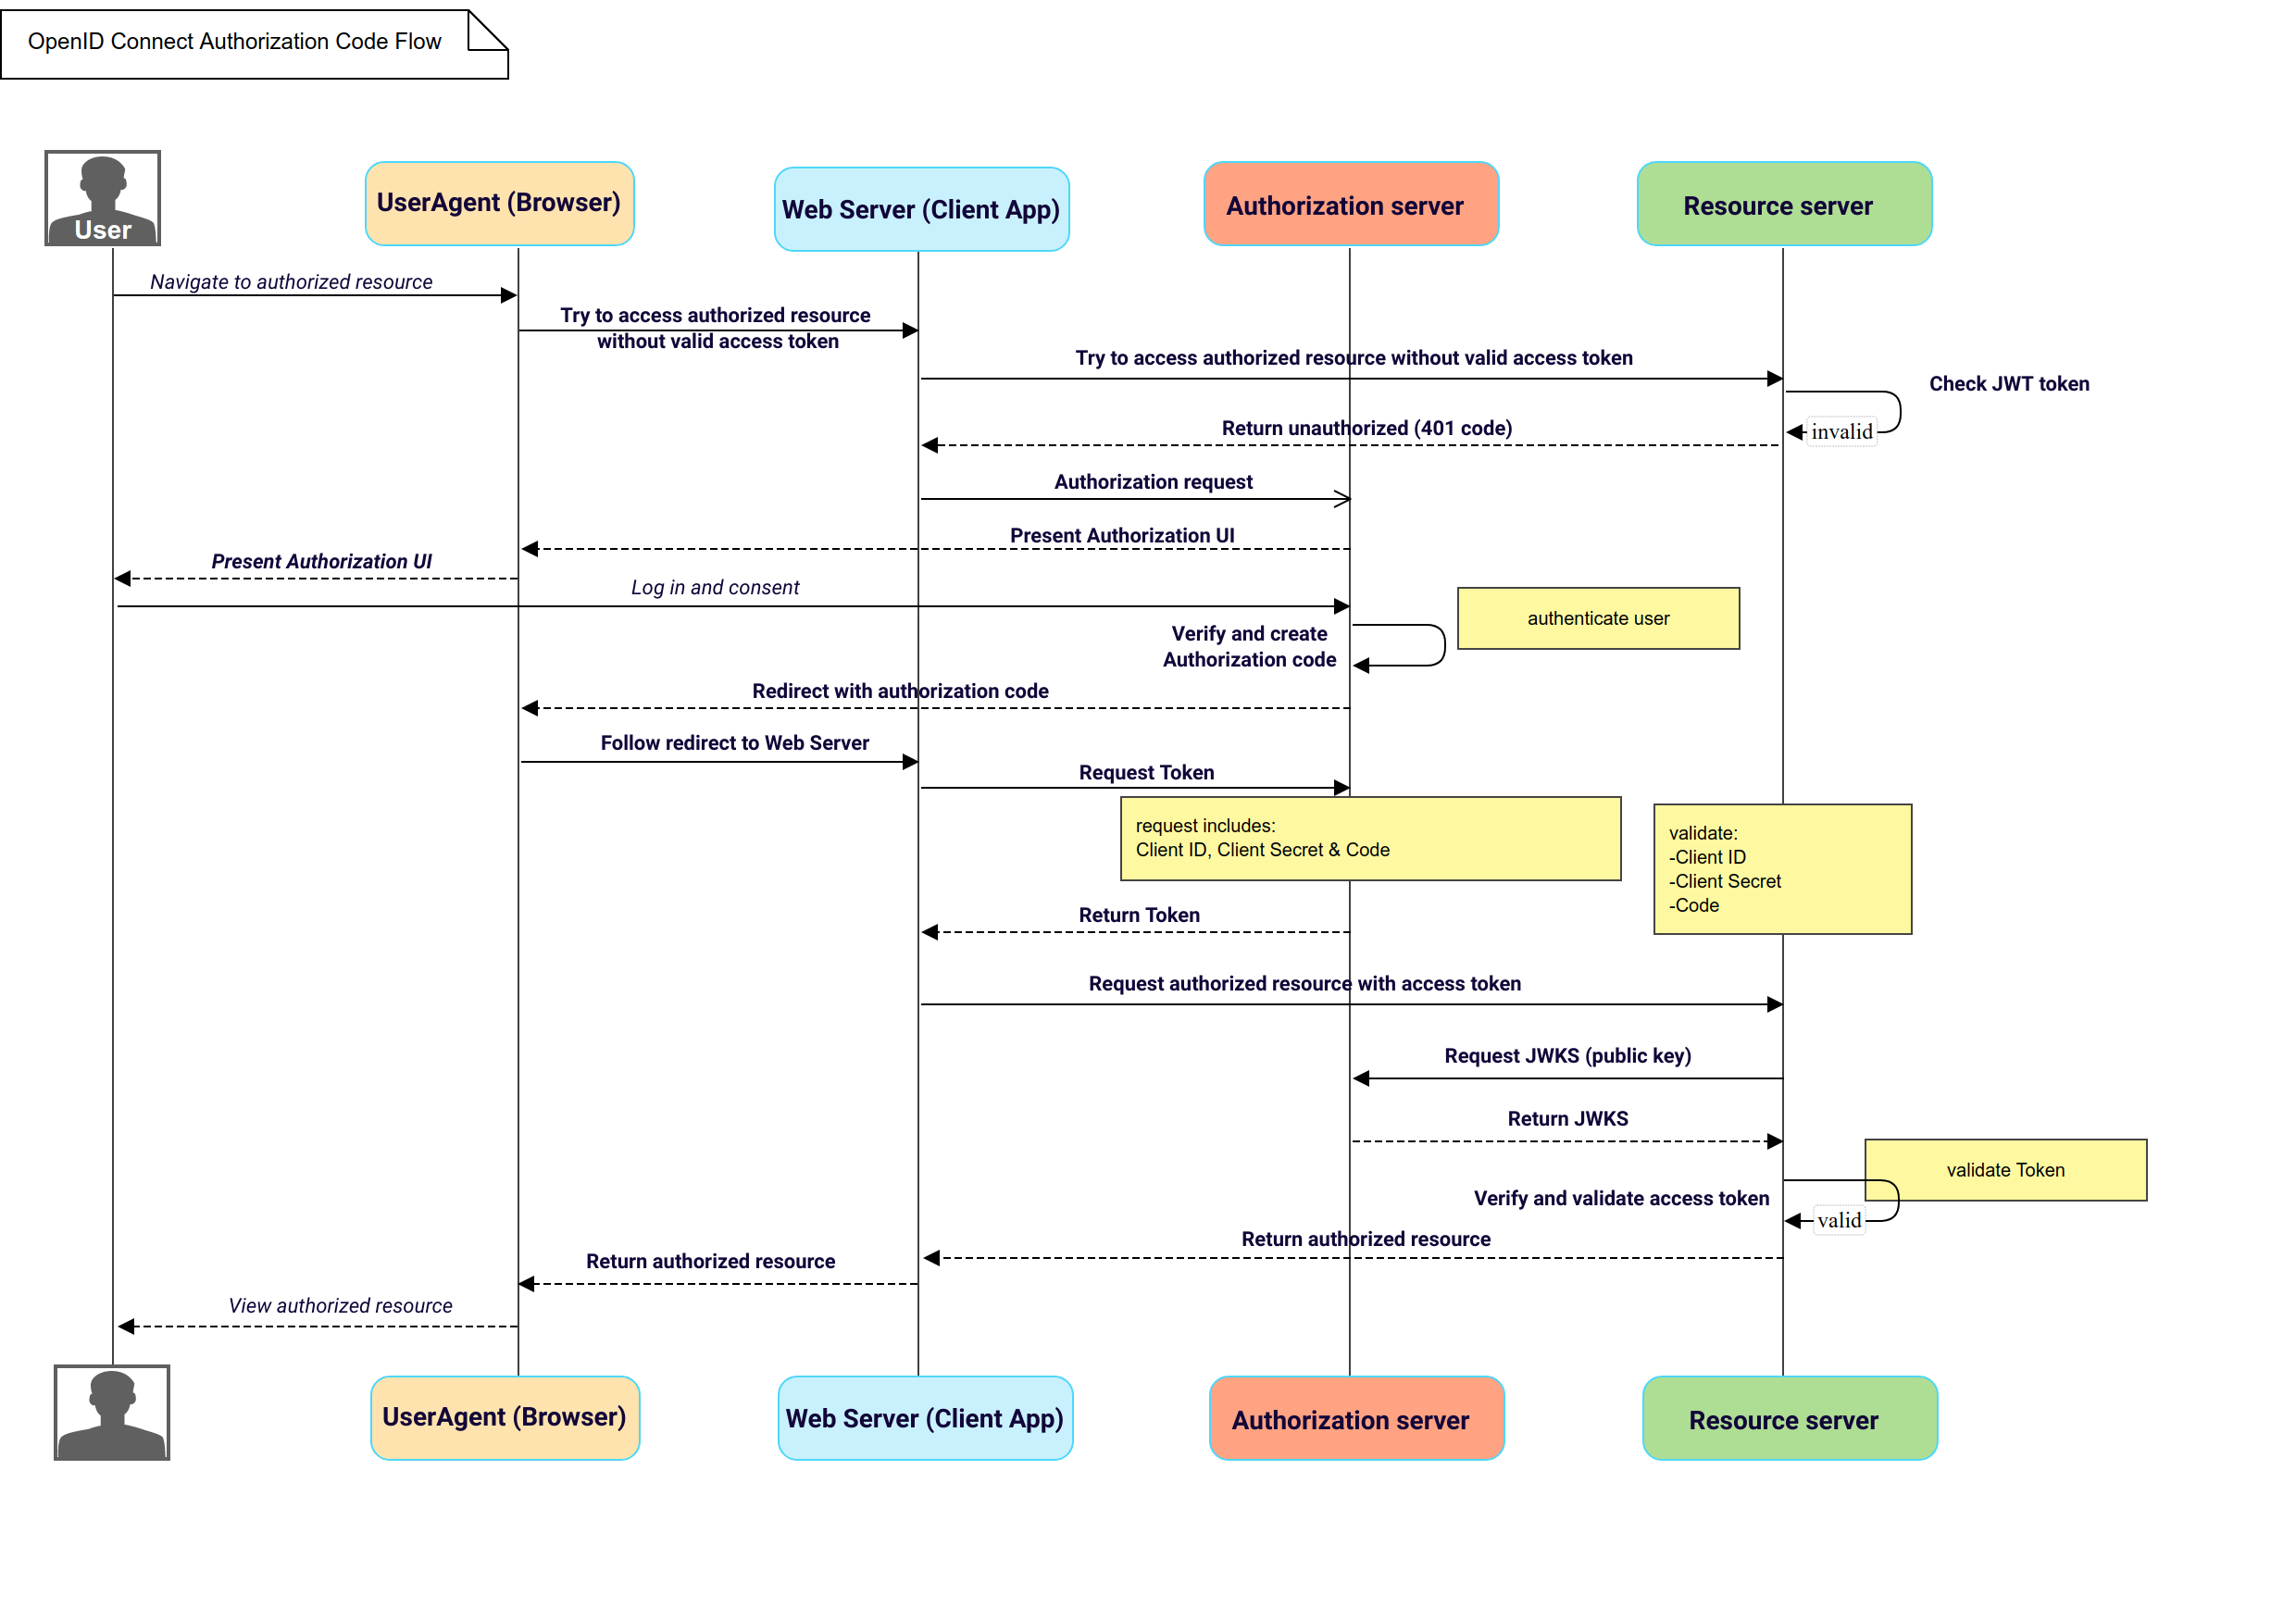 OpenID Connect Authorization Code Flow
User
UserAgent (Browser)
Web Server (Client App)
Authorization server
Resource server
Navigate to authorized resource
Try to access authorized resource
without valid access token
Try to access authorized resource without valid access token
Check JWT token
invalid
Return unauthorized (401 code)
Authorization request
Present Authorization UI
Present Authorization UI
Log in and consent
authenticate user
Verify and create
Authorization code
Redirect with authorization code
Follow redirect to Web Server
Request Token
request includes:
Client ID, Client Secret & Code
validate:
-Client ID
-Client Secret
-Code
Return Token
Request authorized resource with access token
Request JWKS (public key)
Return JWKS
validate Token
Verify and validate access token
valid
Return authorized resource
Return authorized resource
View authorized resource
UserAgent (Browser)
Web Server (Client App)
Authorization server
Resource server